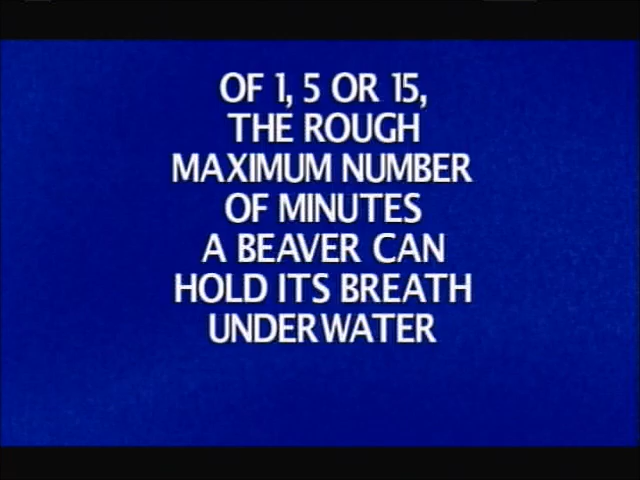 OF 1, 5 OR 15,
THE ROUGH
MAXIMUM NUMBER
OF MINUTES
A BEAVER CAN
HOLD ITS BREATH
UNDERWATER